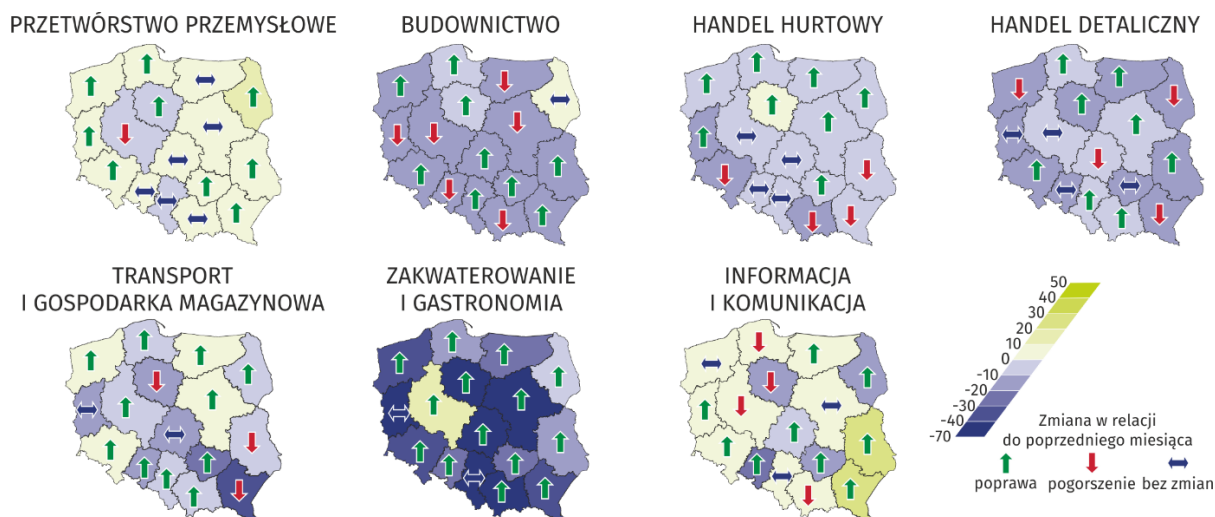 PRZETWÓRSTWO PRZEMYSŁOWE
BUDOWNICTWO
HANDEL HURTOWY
HANDEL DETALICZNY
TRANSPORT
I GOSPODARKA MAGAZYNOWA
ZAKWATEROWANIE
I GASTRONOMIA
INFORMACJA
I KOMUNIKACJA
50
40
30
20
10
0
-10
-20
-30
-40
-70
Zmiana w relacji
do poprzedniego miesiąca
poprawa pogorszenie bez zmian